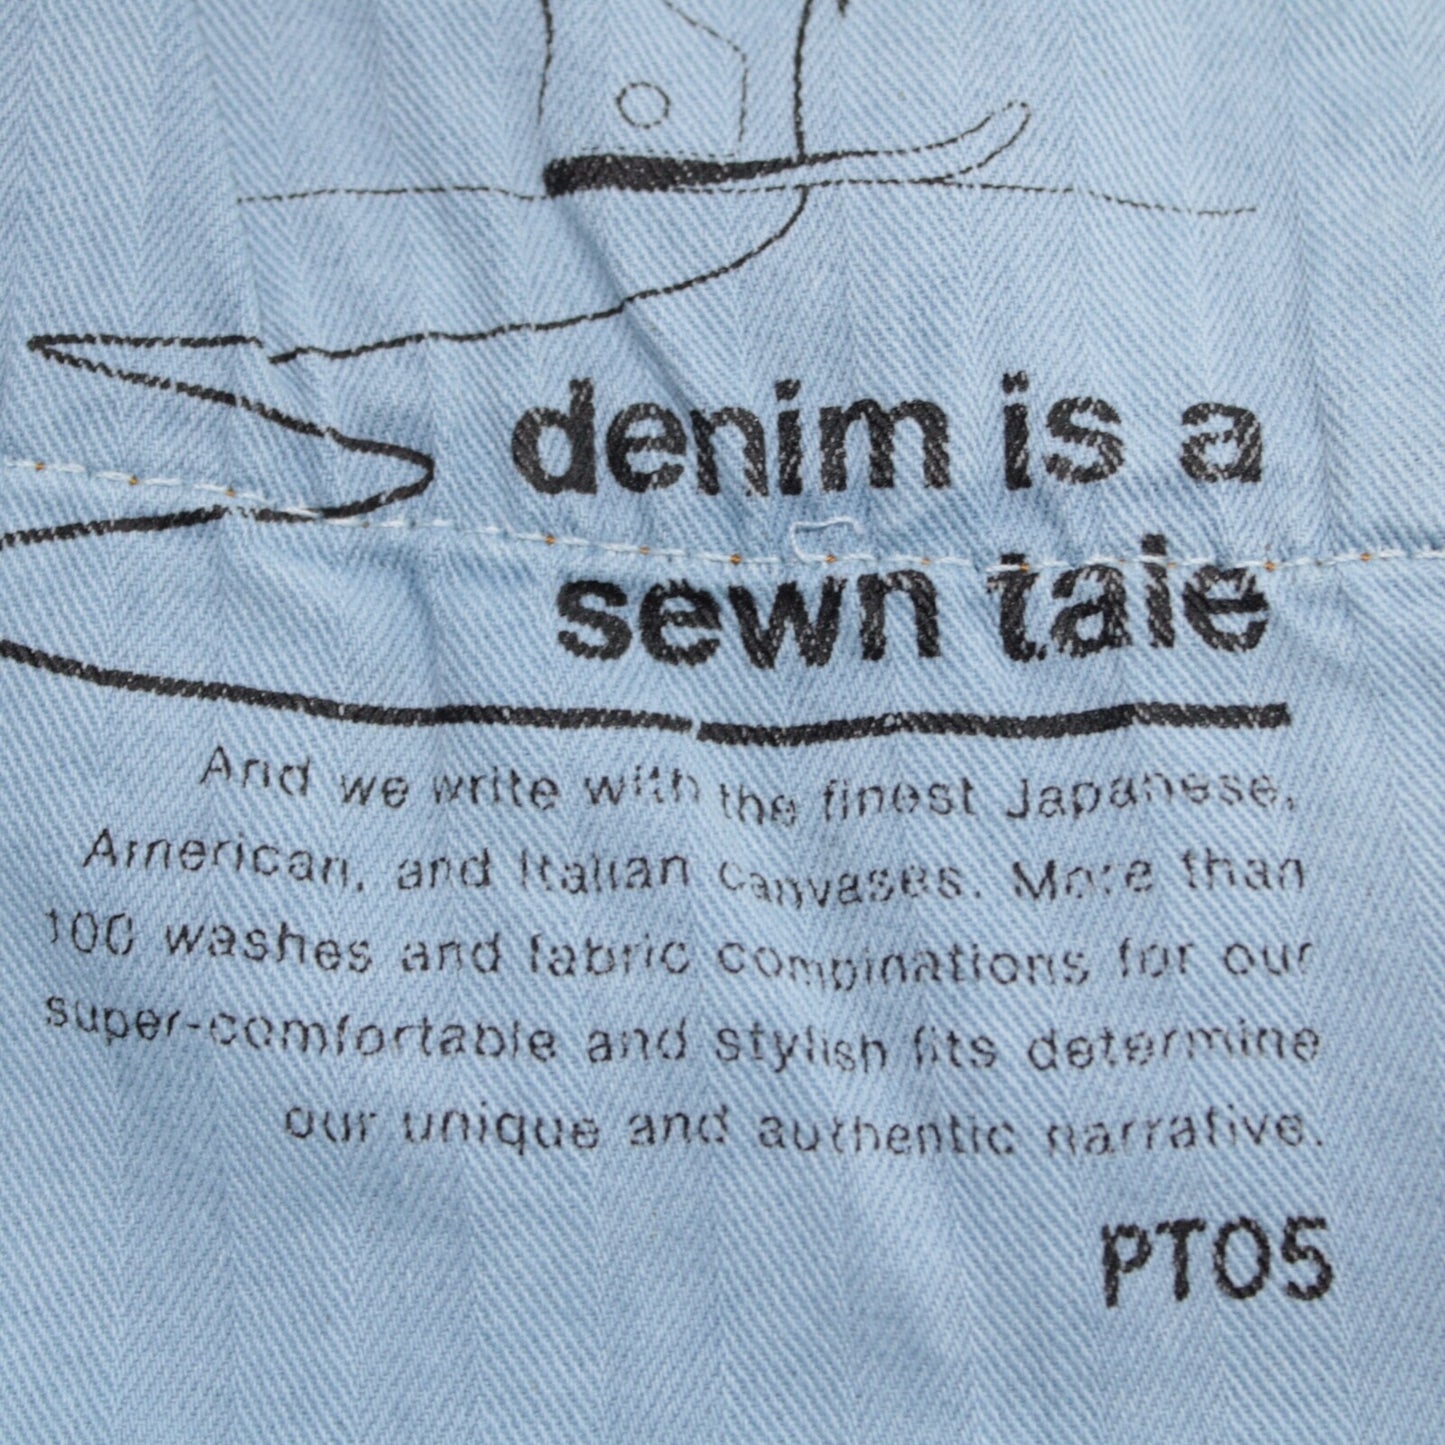 denim is a
sewn tale
And we write with the finest Japanese,
American, and Italian canvases. More than
100 washes and fabric combinations for our
super-comfortable and stylish fits determine
our unique and authentic narrative.
PT05